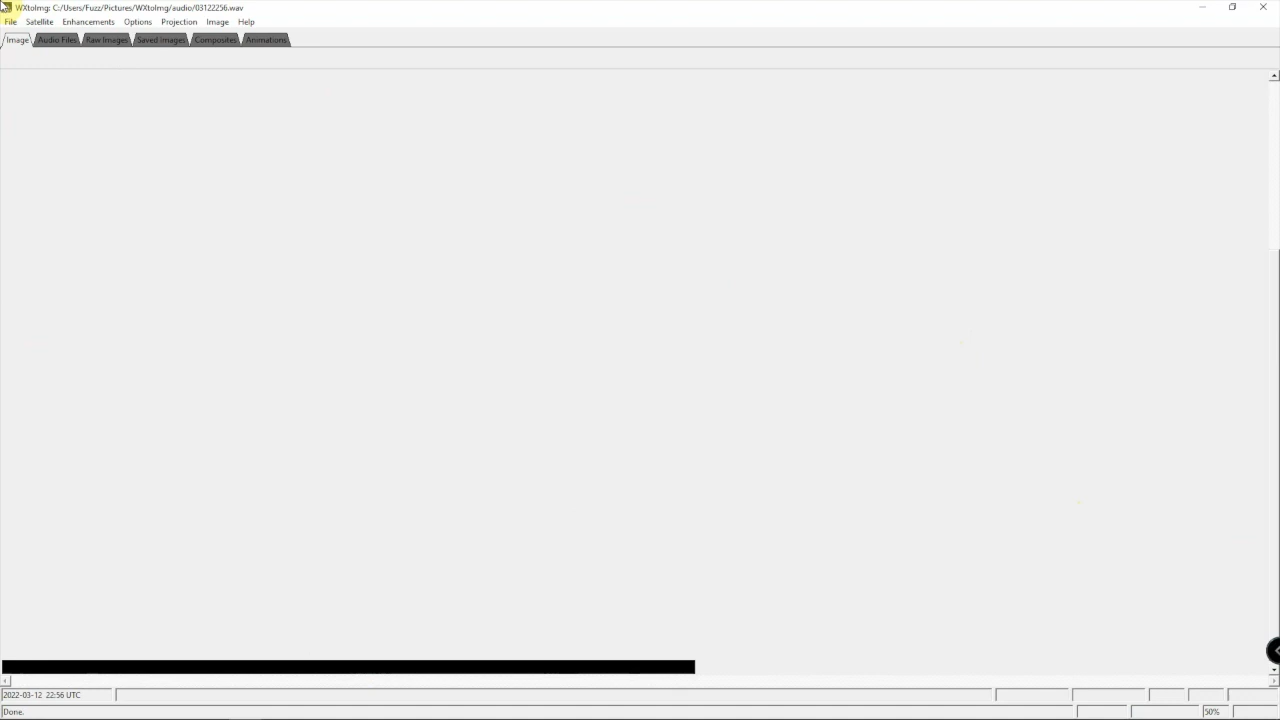 WXtoImg: C:/Users/Fuzz/Pictures/WXtoImg/audio/03122256.wav
File Satellite Enhancements Options Projection Image Help
Image Audio Files Raw Images Saved Images Composites Animations
2022-03-12 22:56 UTC
Done. 50%